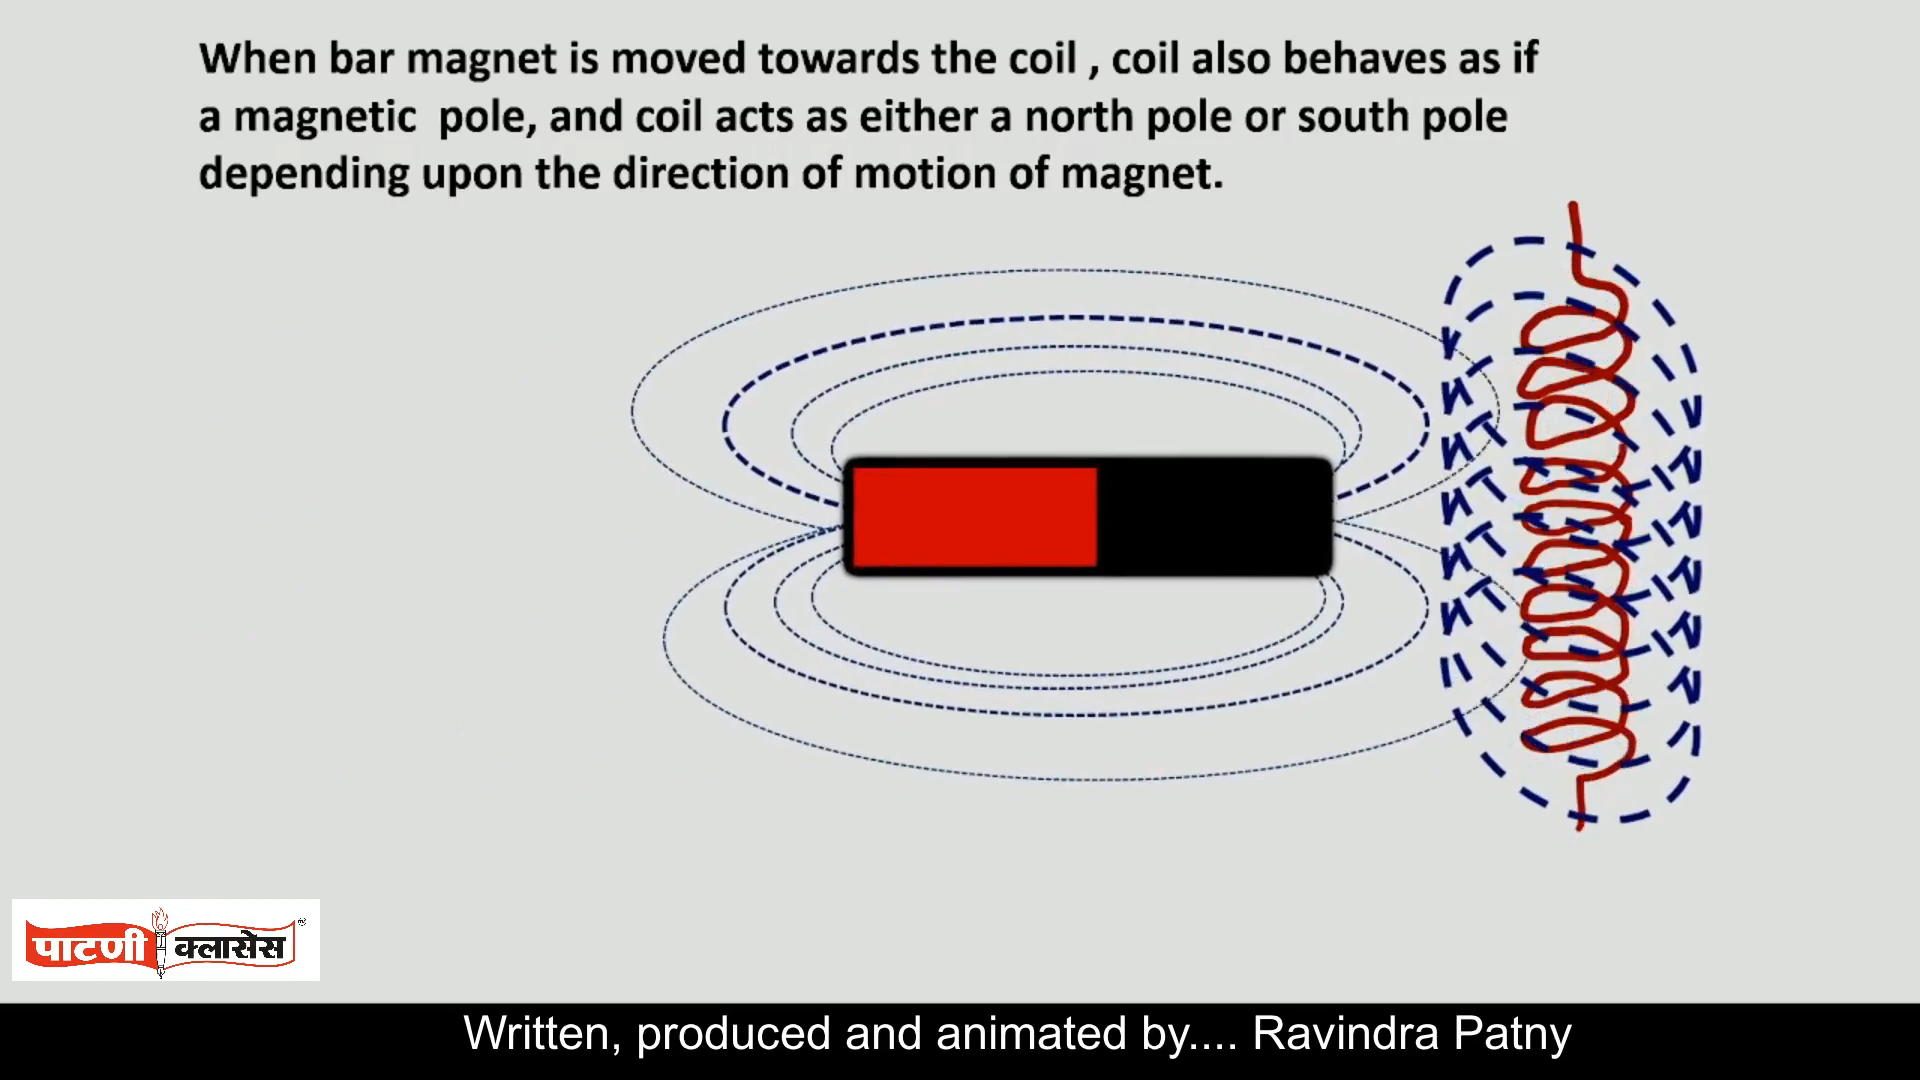 When bar magnet is moved towards the coil , coil also behaves as if
a magnetic  pole, and coil acts as either a north pole or south pole
depending upon the direction of motion of magnet.
पाटणी क्लासेस
Written, produced and animated by.... Ravindra Patny